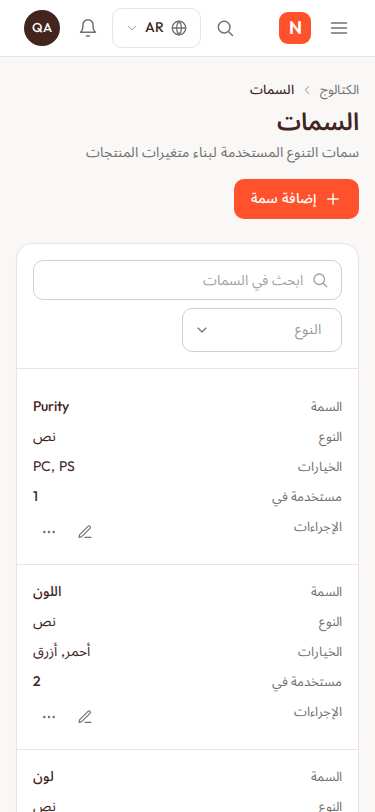 N
AR
QA
الكتالوج > السمات
السمات
سمات التنوع المستخدمة لبناء متغيرات المنتجات
+ إضافة سمة
ابحث في السمات
النوع
السمة Purity
النوع نص
الخيارات PC, PS
مستخدمة في 1
الإجراءات
السمة اللون
النوع نص
الخيارات أحمر, أزرق
مستخدمة في 2
الإجراءات
السمة لون
النوع نص